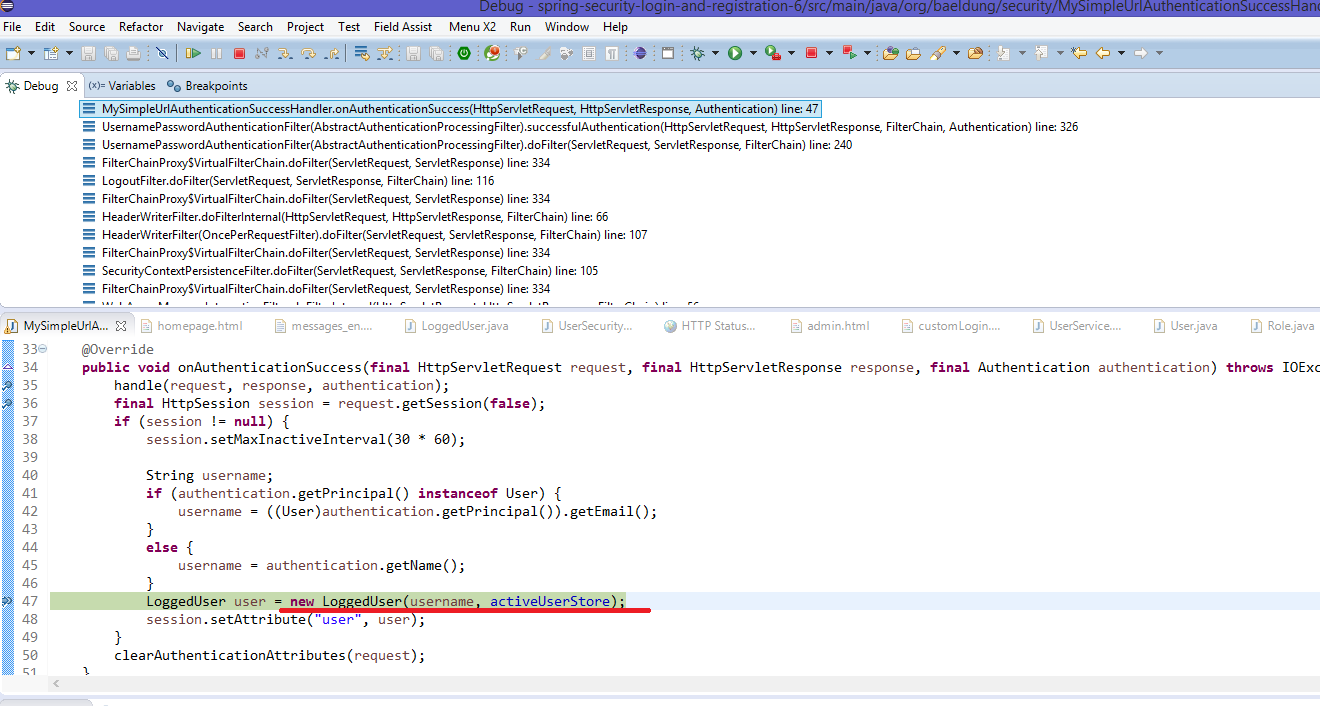 Debug - spring-security-login-and-registration-6/src/main/java/org/baeldung/security/MySimpleUrlAuthenticationSuccessHand
File Edit Source Refactor Navigate Search Project Test Field Assist Menu X2 Run Window Help
Debug (x)= Variables Breakpoints
MySimpleUrlAuthenticationSuccessHandler.onAuthenticationSuccess(HttpServletRequest, HttpServletResponse, Authentication) line: 47
UsernamePasswordAuthenticationFilter(AbstractAuthenticationProcessingFilter).successfulAuthentication(HttpServletRequest, HttpServletResponse, FilterChain, Authentication) line: 326
UsernamePasswordAuthenticationFilter(AbstractAuthenticationProcessingFilter).doFilter(ServletRequest, ServletResponse, FilterChain) line: 240
FilterChainProxy$VirtualFilterChain.doFilter(ServletRequest, ServletResponse) line: 334
LogoutFilter.doFilter(ServletRequest, ServletResponse, FilterChain) line: 116
FilterChainProxy$VirtualFilterChain.doFilter(ServletRequest, ServletResponse) line: 334
HeaderWriterFilter.doFilterInternal(HttpServletRequest, HttpServletResponse, FilterChain) line: 66
HeaderWriterFilter(OncePerRequestFilter).doFilter(ServletRequest, ServletResponse, FilterChain) line: 107
FilterChainProxy$VirtualFilterChain.doFilter(ServletRequest, ServletResponse) line: 334
SecurityContextPersistenceFilter.doFilter(ServletRequest, ServletResponse, FilterChain) line: 105
FilterChainProxy$VirtualFilterChain.doFilter(ServletRequest, ServletResponse) line: 334
MySimpleUrlA... homepage.html messages_en.... LoggedUser.java UserSecurity... HTTP Status... admin.html customLogin.... UserService.... User.java Role.java
33 @Override
34 public void onAuthenticationSuccess(final HttpServletRequest request, final HttpServletResponse response, final Authentication authentication) throws IOExc
35 handle(request, response, authentication);
36 final HttpSession session = request.getSession(false);
37 if (session != null) {
38 session.setMaxInactiveInterval(30 * 60);
39
40 String username;
41 if (authentication.getPrincipal() instanceof User) {
42 username = ((User)authentication.getPrincipal()).getEmail();
43 }
44 else {
45 username = authentication.getName();
46 }
47 LoggedUser user = new LoggedUser(username, activeUserStore);
48 session.setAttribute("user", user);
49 }
50 clearAuthenticationAttributes(request);
51 }